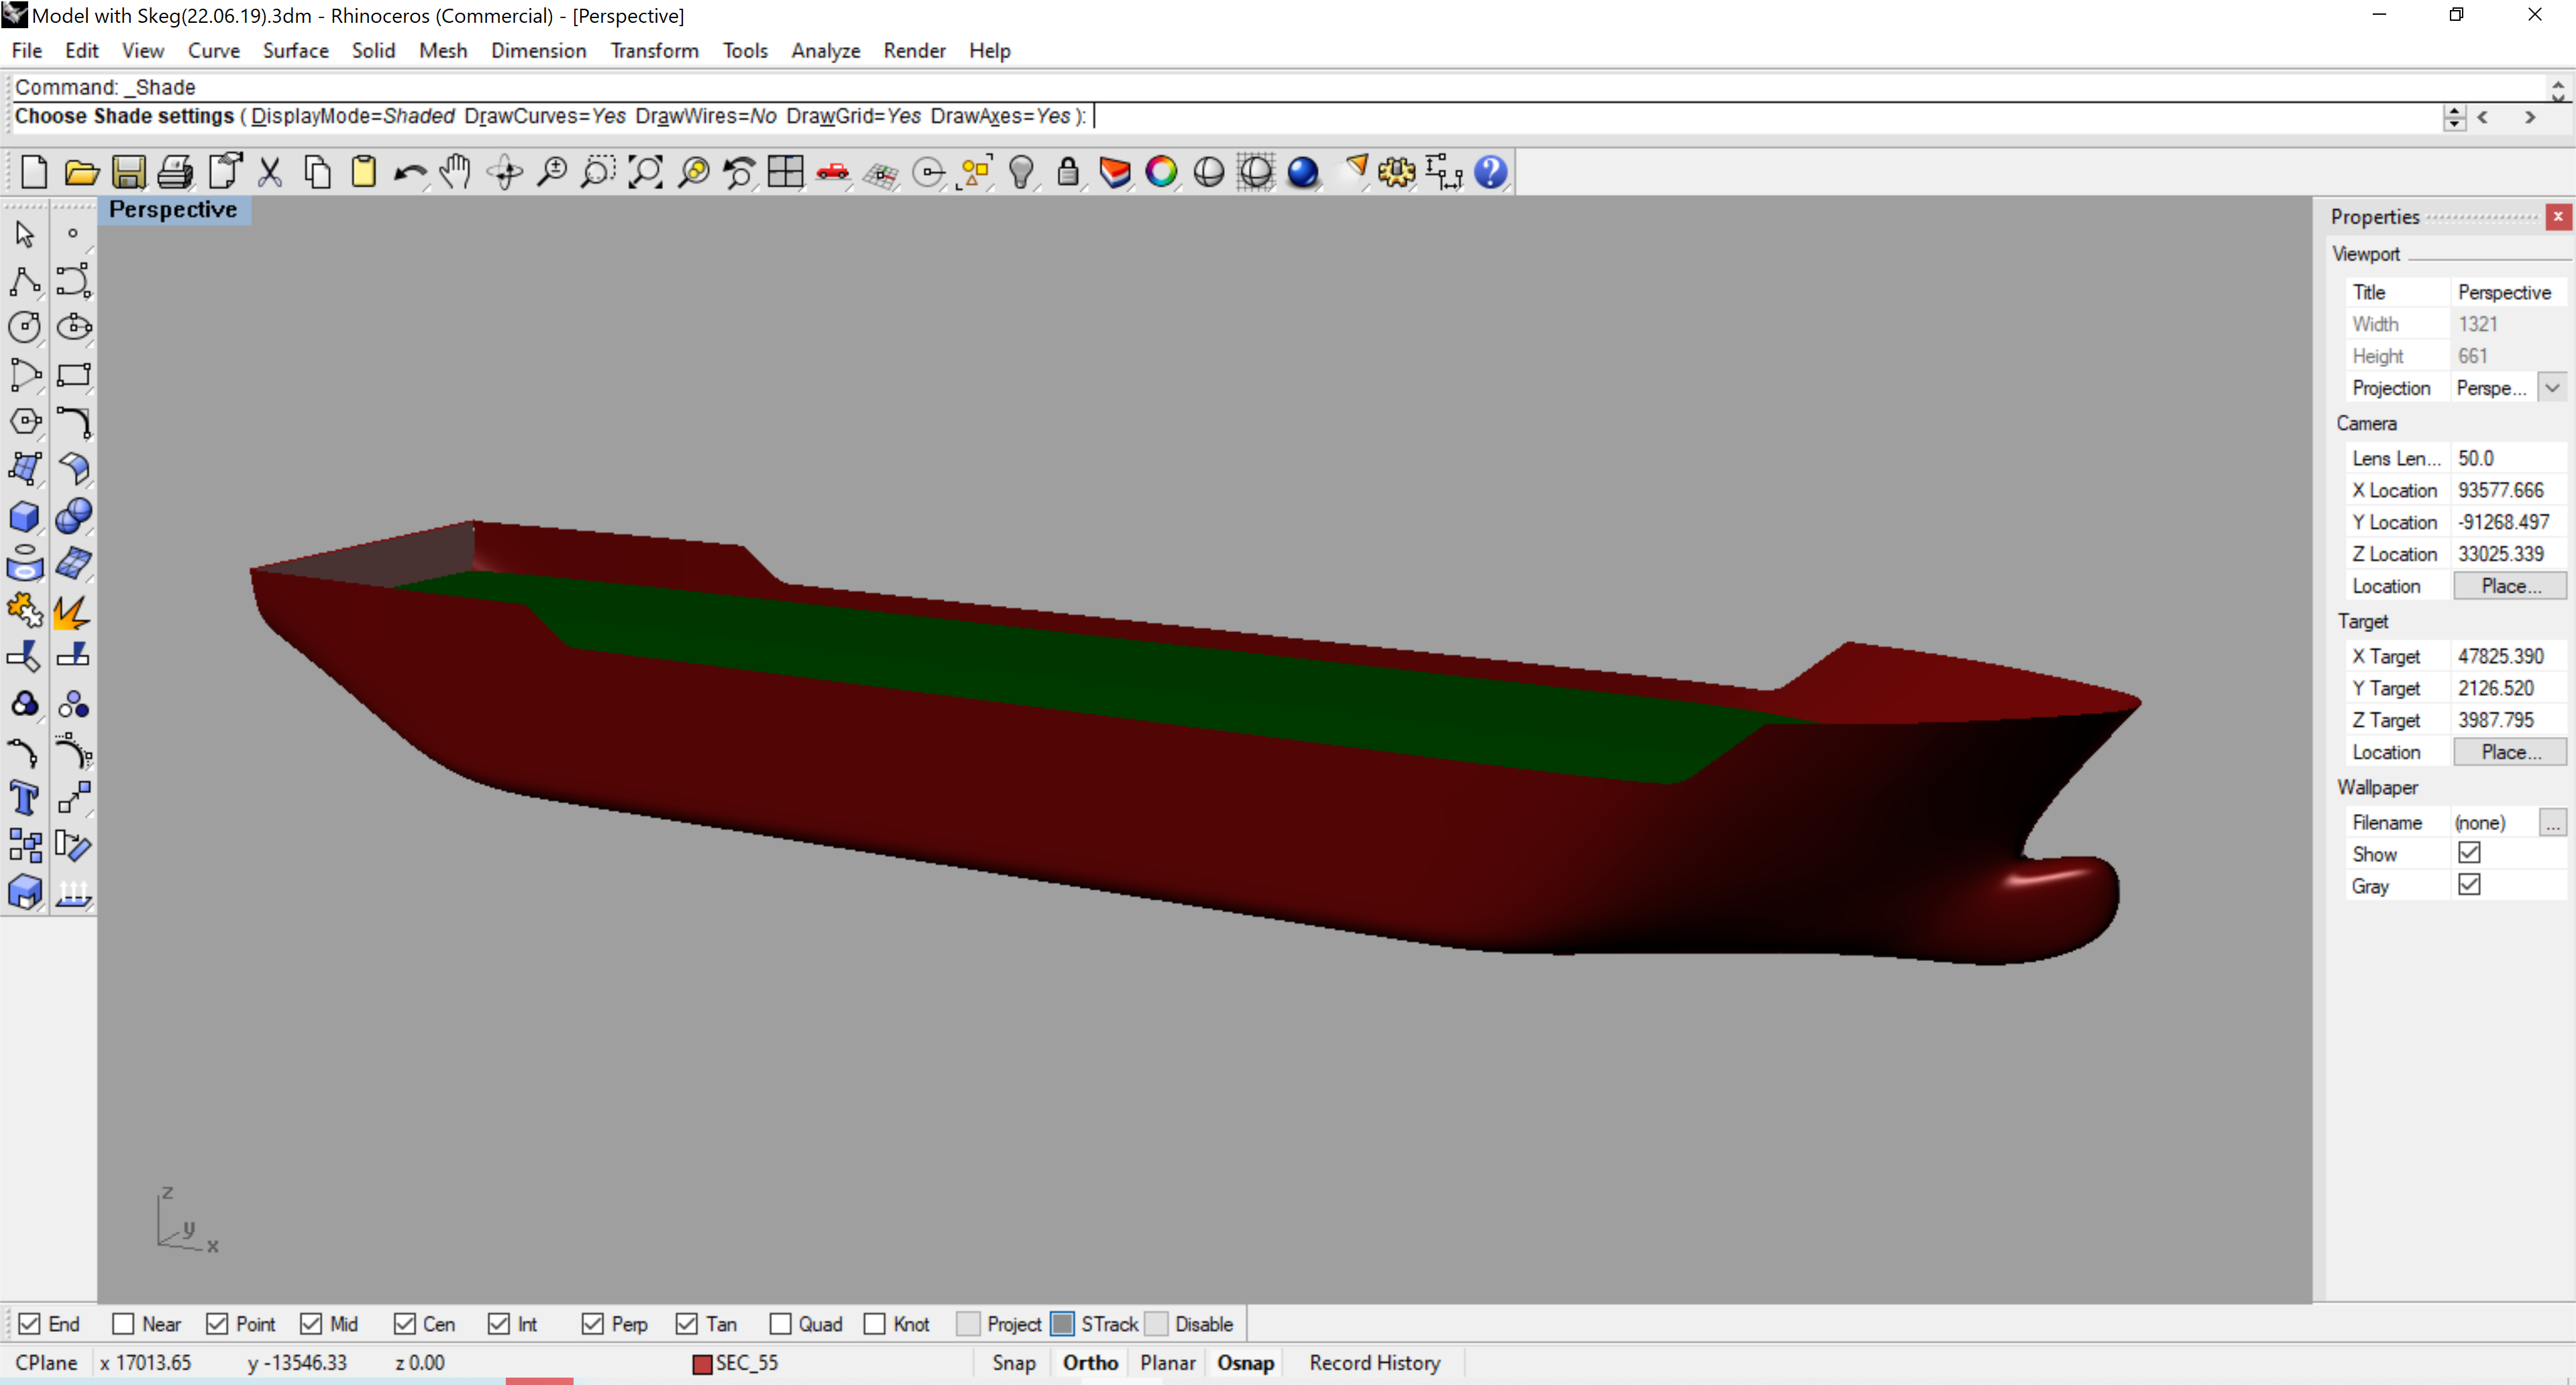 Model with Skeg(22.06.19).3dm - Rhinoceros (Commercial) - [Perspective]
File Edit View Curve Surface Solid Mesh Dimension Transform Tools Analyze Render Help
Command: _Shade
Choose Shade settings ( DisplayMode=Shaded DrawCurves=Yes DrawWires=No DrawGrid=Yes DrawAxes=Yes ):
Perspective
Properties
Viewport
Title Perspective
Width 1321
Height 661
Projection Perspe...
Camera
Lens Len... 50.0
X Location 93577.666
Y Location -91268.497
Z Location 33025.339
Location Place...
Target
X Target 47825.390
Y Target 2126.520
Z Target 3987.795
Location Place...
Wallpaper
Filename (none) ...
Show
Gray
z
y
x
End Near Point Mid Cen Int Perp Tan Quad Knot Project STrack Disable
CPlane x 17013.65 y -13546.33 z 0.00 SEC_55 Snap Ortho Planar Osnap Record History